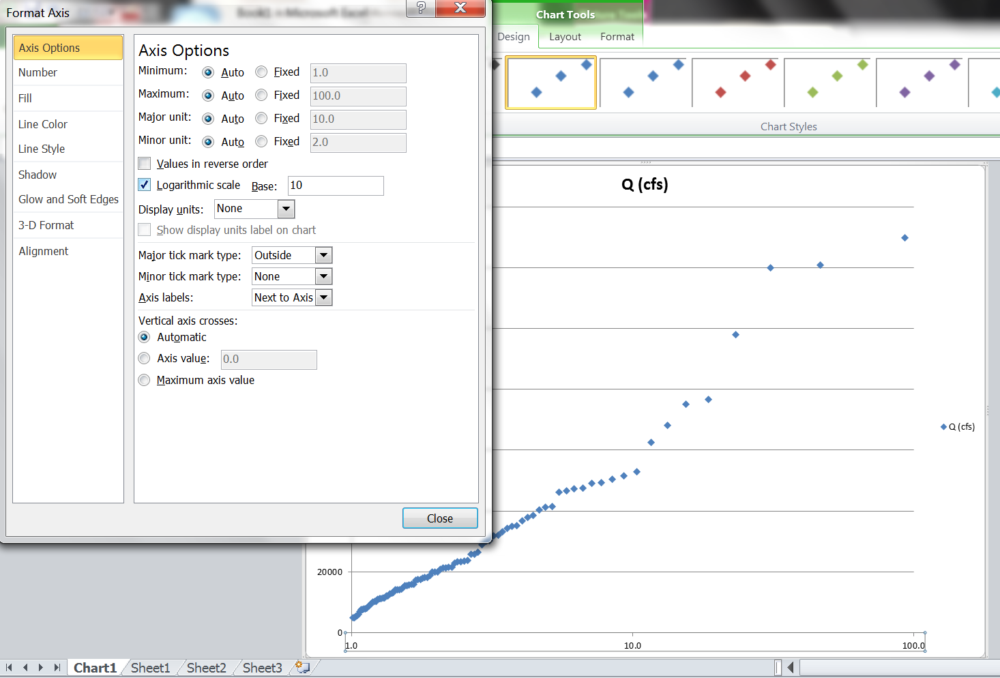 Format Axis
Chart Tools
Design Layout Format
Chart Styles
Axis Options
Number
Fill
Line Color
Line Style
Shadow
Glow and Soft Edges
3-D Format
Alignment
Axis Options
Minimum: Auto Fixed 1.0
Maximum: Auto Fixed 100.0
Major unit: Auto Fixed 10.0
Minor unit: Auto Fixed 2.0
Values in reverse order
Logarithmic scale Base: 10
Display units: None
Show display units label on chart
Major tick mark type: Outside
Minor tick mark type: None
Axis labels: Next to Axis
Vertical axis crosses:
Automatic
Axis value: 0.0
Maximum axis value
Close
Q (cfs)
Q (cfs)
20000
0
1.0 10.0 100.0
Chart1 Sheet1 Sheet2 Sheet3